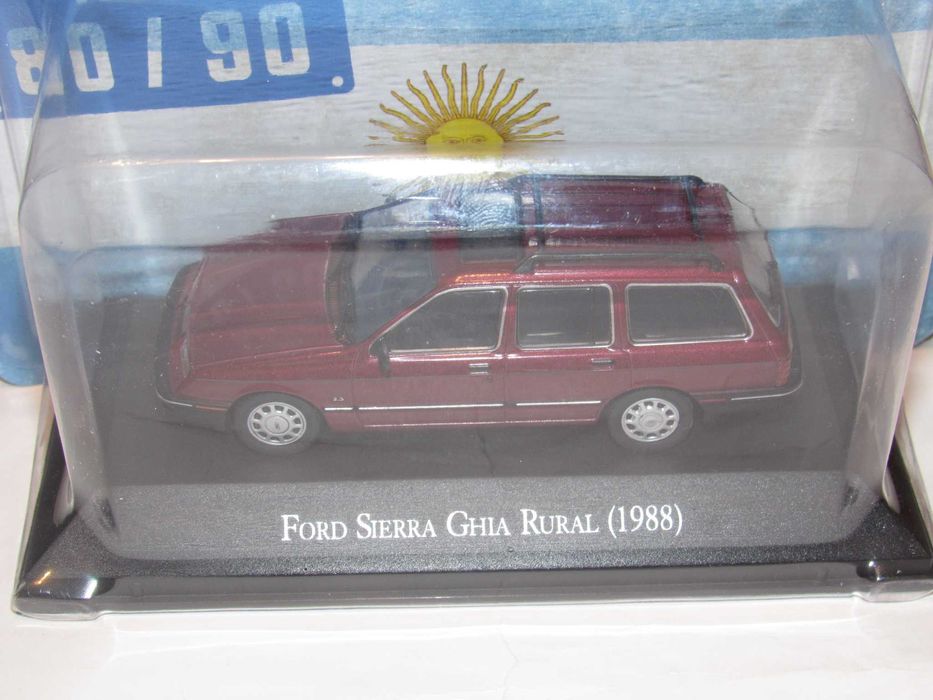 80/90.
FORD SIERRA GHIA RURAL (1988)